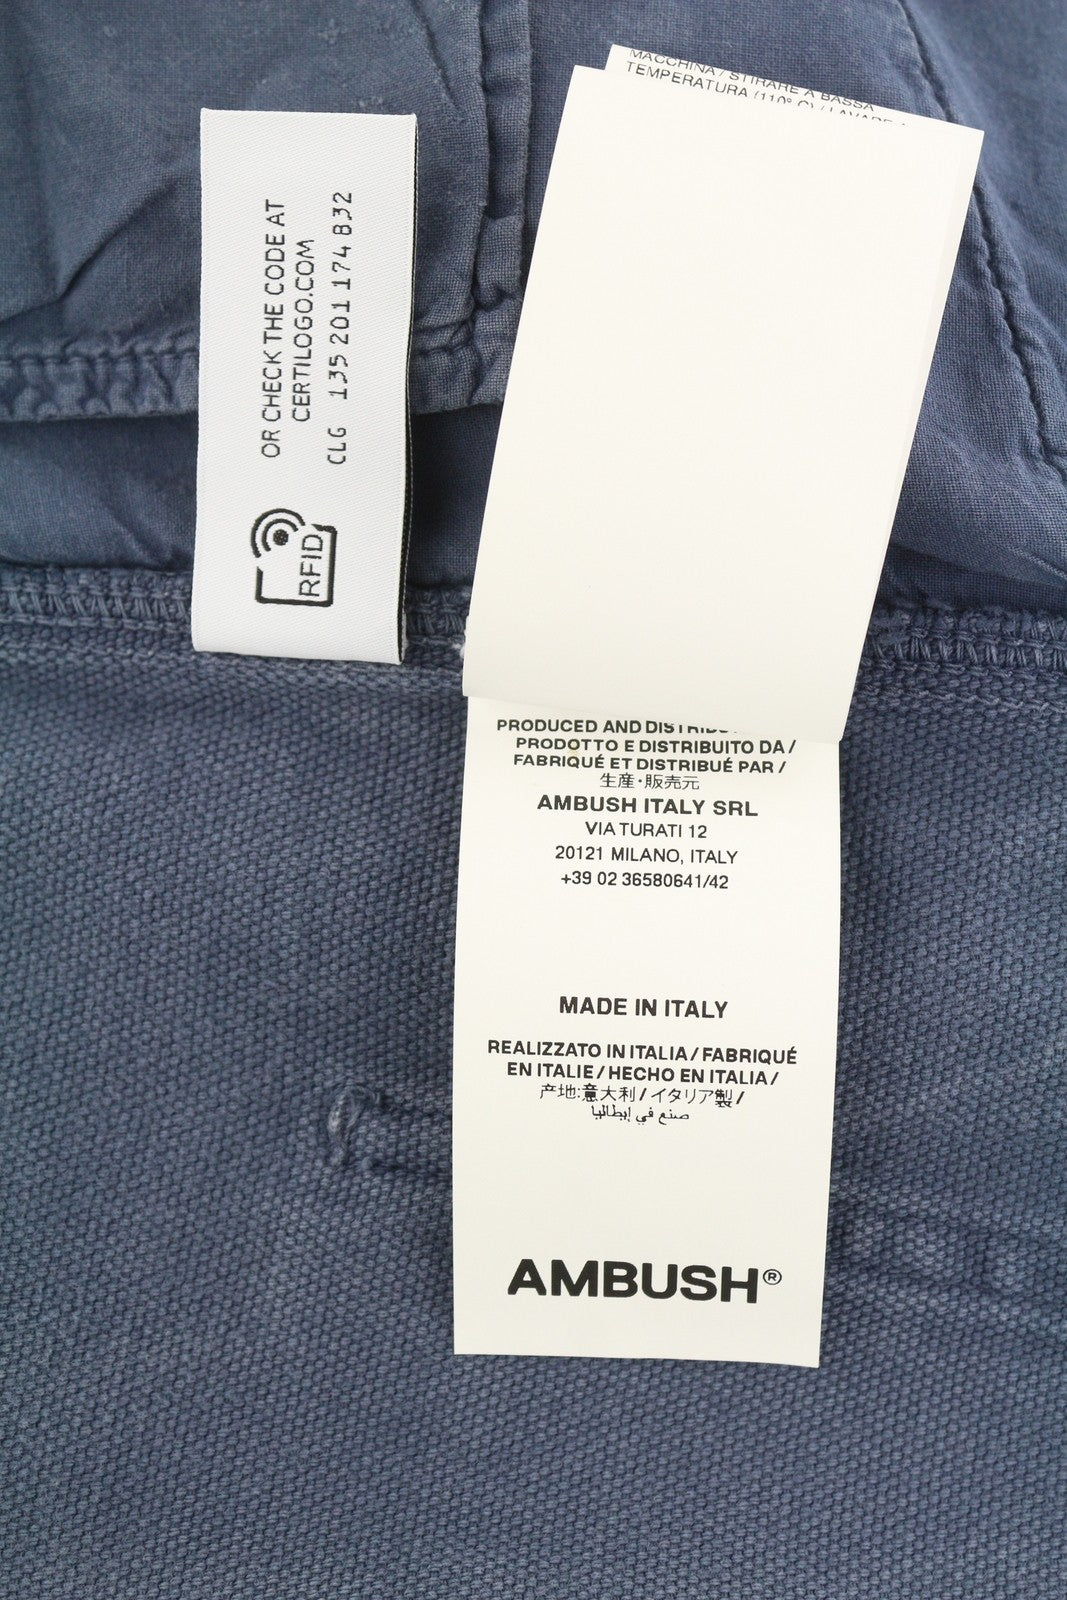 OR CHECK THE CODE AT
CERTILOGO.COM
CLG 135 201 174 B32
RFID
MACCHINA / STIRARE A BASSA
TEMPERATURA (110° C) / LAVARE A
PRODUCED AND
PRODOTTO E DISTRIBUITO DA /
FABRIQUÉ ET DISTRIBUÉ PAR /
生産・販売元
AMBUSH ITALY SRL
VIA TURATI 12
20121 MILANO, ITALY
+39 02 36580641/42
MADE IN ITALY
REALIZZATO IN ITALIA / FABRIQUÉ
EN ITALIE / HECHO EN ITALIA /
产地:意大利 / イタリア製 /
صنع في إيطاليا
AMBUSH®